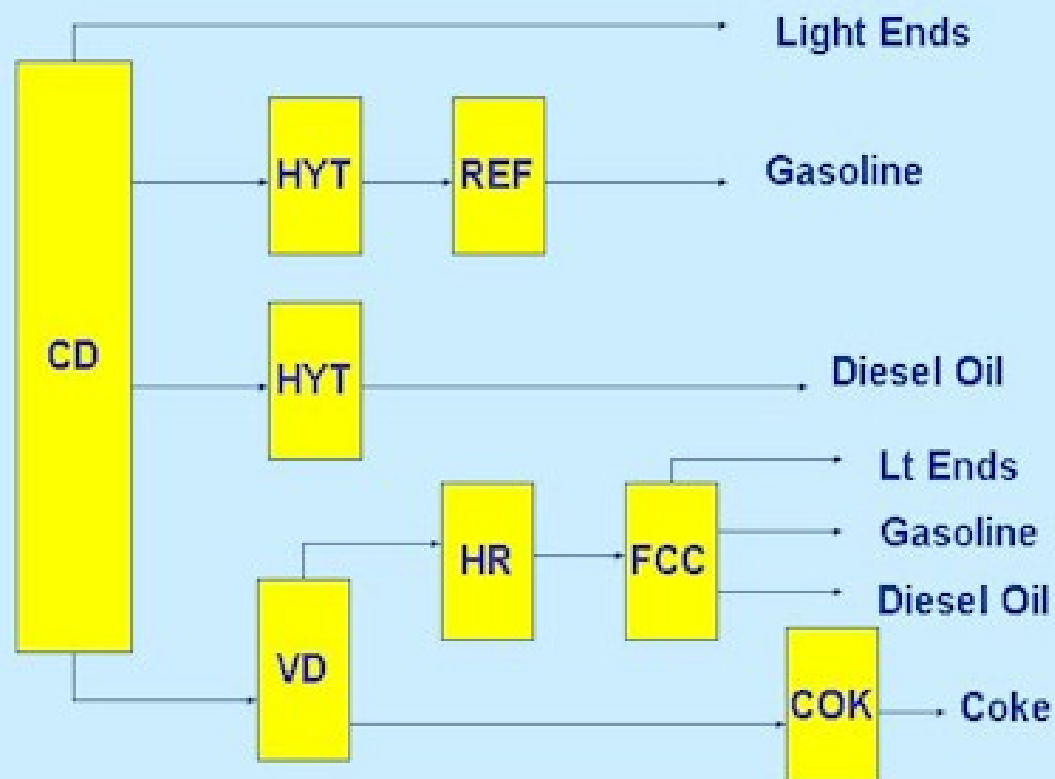 Light Ends
HYT
REF
Gasoline
CD
HYT
Diesel Oil
Lt Ends
HR
FCC
Gasoline
Diesel Oil
VD
COK
Coke